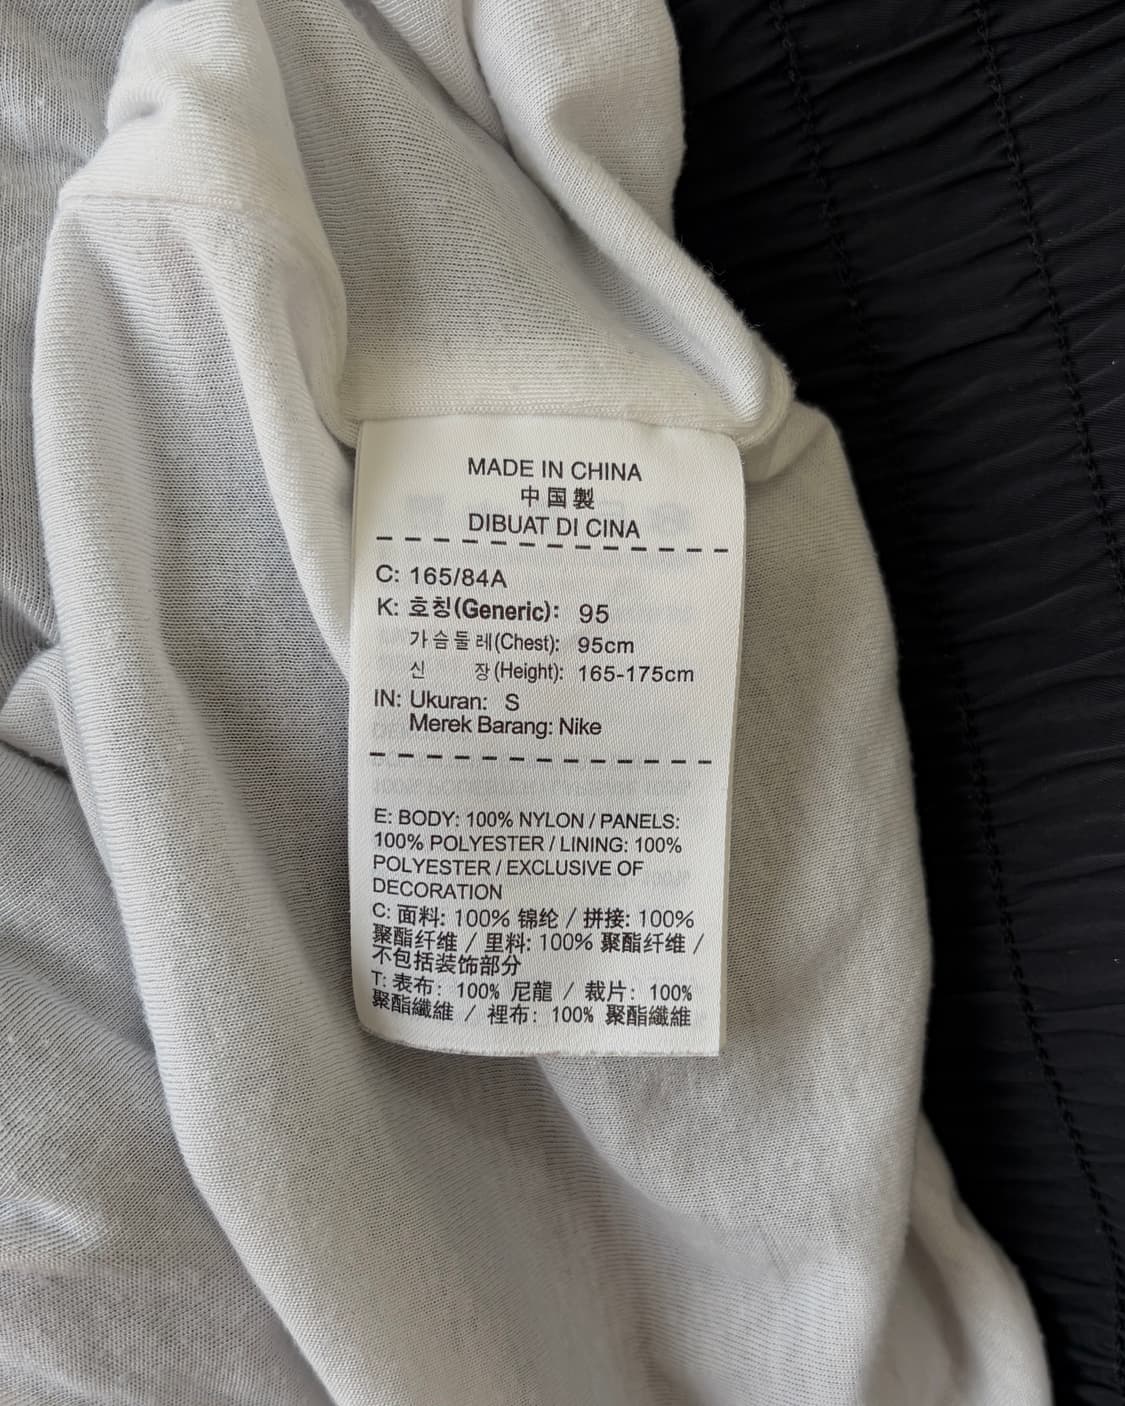 MADE IN CHINA
中国製
DIBUAT DI CINA
C: 165/84A
K: 호칭(Generic): 95
가슴둘레(Chest): 95cm
신 장(Height): 165-175cm
IN: Ukuran: S
Merek Barang: Nike
E: BODY: 100% NYLON / PANELS:
100% POLYESTER / LINING: 100%
POLYESTER / EXCLUSIVE OF
DECORATION
C: 面料: 100% 锦纶 / 拼接: 100%
聚酯纤维 / 里料: 100% 聚酯纤维 /
不包括装饰部分
T: 表布: 100% 尼龍 / 裁片: 100%
聚酯纖維 / 裡布: 100% 聚酯纖維